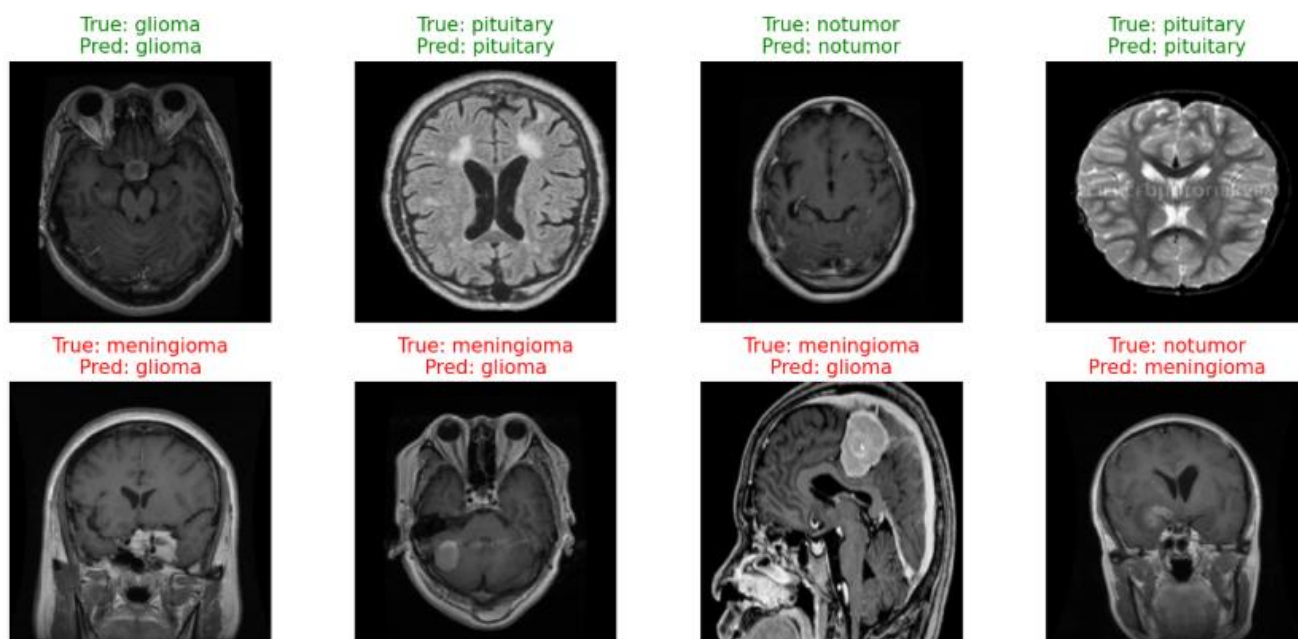 True: glioma
Pred: glioma
True: pituitary
Pred: pituitary
True: notumor
Pred: notumor
True: pituitary
Pred: pituitary
True: meningioma
Pred: glioma
True: meningioma
Pred: glioma
True: meningioma
Pred: glioma
True: notumor
Pred: meningioma